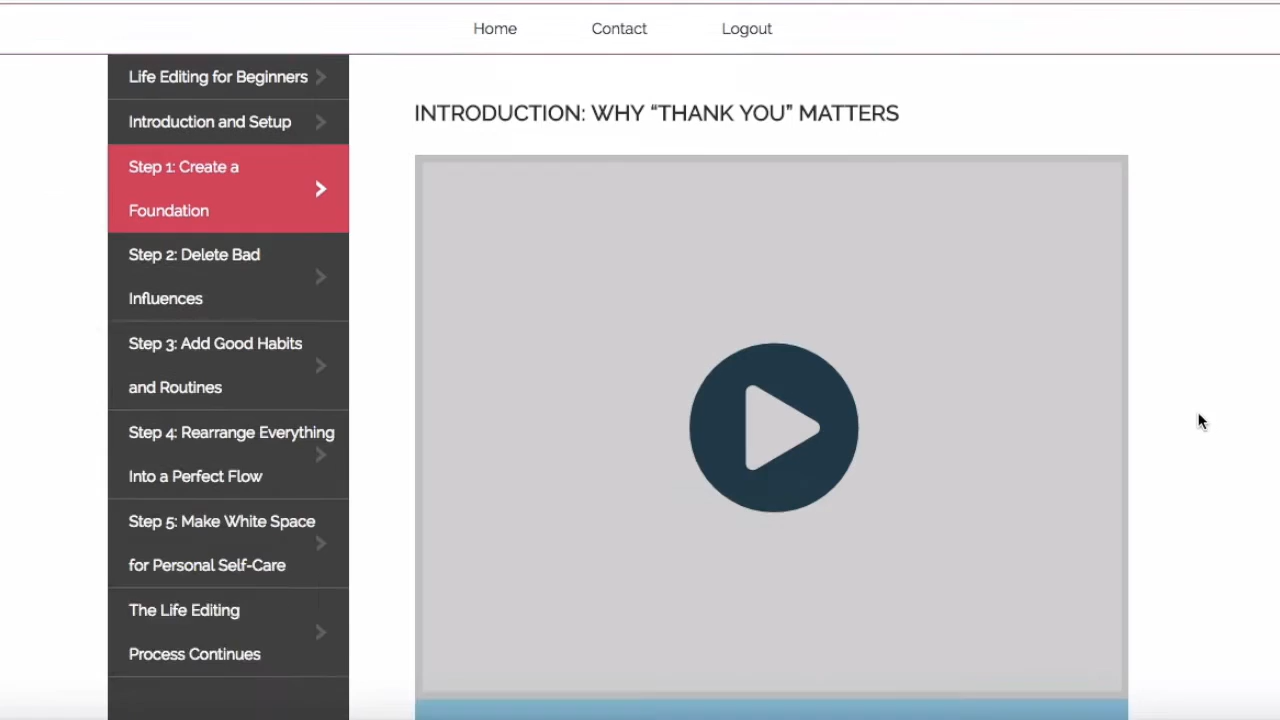 Home Contact Logout
Life Editing for Beginners
Introduction and Setup
Step 1: Create a
Foundation
Step 2: Delete Bad
Influences
Step 3: Add Good Habits
and Routines
Step 4: Rearrange Everything
Into a Perfect Flow
Step 5: Make White Space
for Personal Self-Care
The Life Editing
Process Continues
INTRODUCTION: WHY “THANK YOU” MATTERS